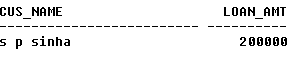 CUS_NAME LOAN_AMT
-------------------- ----------
s p sinha 200000